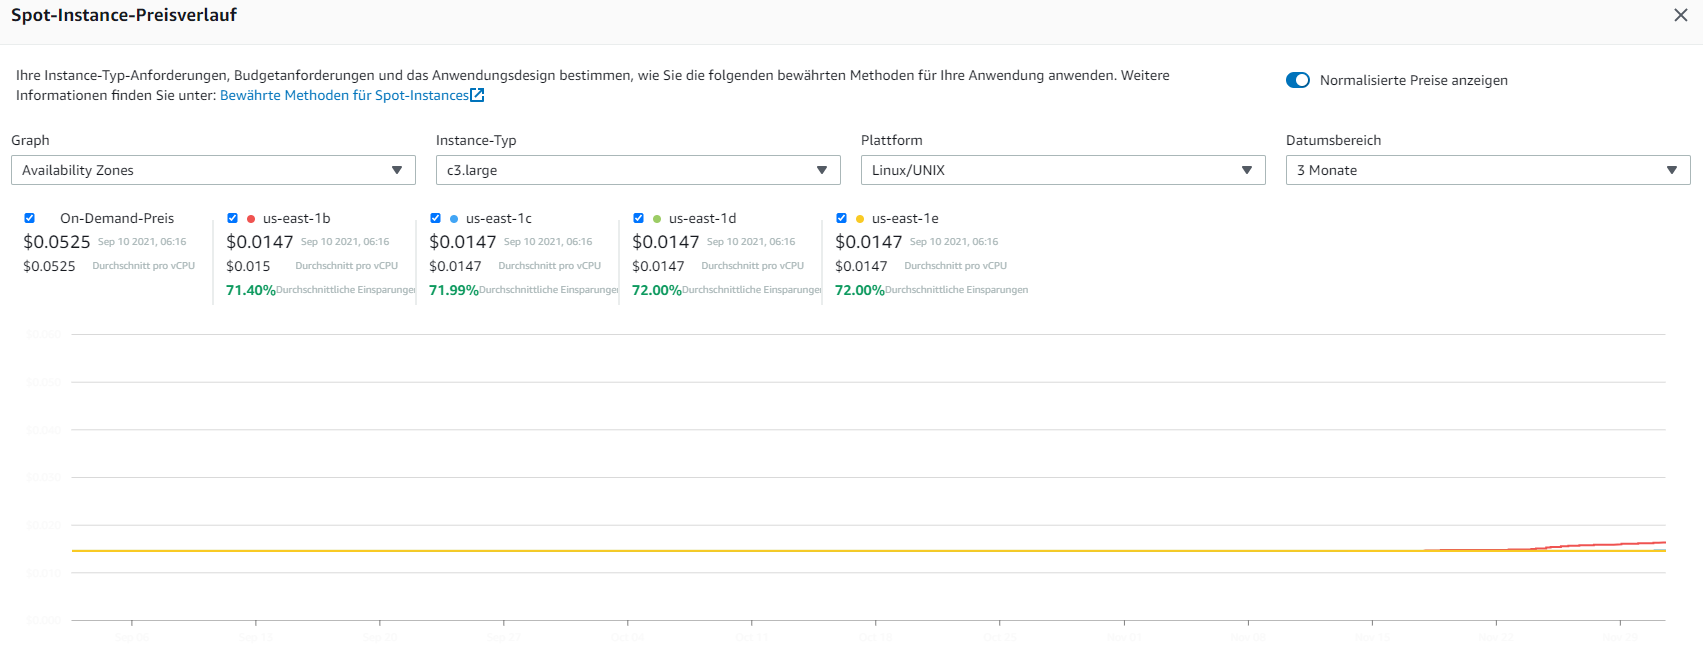 Spot-Instance-Preisverlauf
Ihre Instance-Typ-Anforderungen, Budgetanforderungen und das Anwendungsdesign bestimmen, wie Sie die folgenden bewährten Methoden für Ihre Anwendung anwenden. Weitere
Informationen finden Sie unter: Bewährte Methoden für Spot-Instances
Normalisierte Preise anzeigen
Graph
Instance-Typ
Plattform
Datumsbereich
Availability Zones
c3.large
Linux/UNIX
3 Monate
On-Demand-Preis
$0.0525 Sep 10 2021, 06:16
$0.0525 Durchschnitt pro vCPU
us-east-1b
$0.0147 Sep 10 2021, 06:16
$0.015 Durchschnitt pro vCPU
71.40% Durchschnittliche Einsparungen
us-east-1c
$0.0147 Sep 10 2021, 06:16
$0.0147 Durchschnitt pro vCPU
71.99% Durchschnittliche Einsparungen
us-east-1d
$0.0147 Sep 10 2021, 06:16
$0.0147 Durchschnitt pro vCPU
72.00% Durchschnittliche Einsparungen
us-east-1e
$0.0147 Sep 10 2021, 06:16
$0.0147 Durchschnitt pro vCPU
72.00% Durchschnittliche Einsparungen